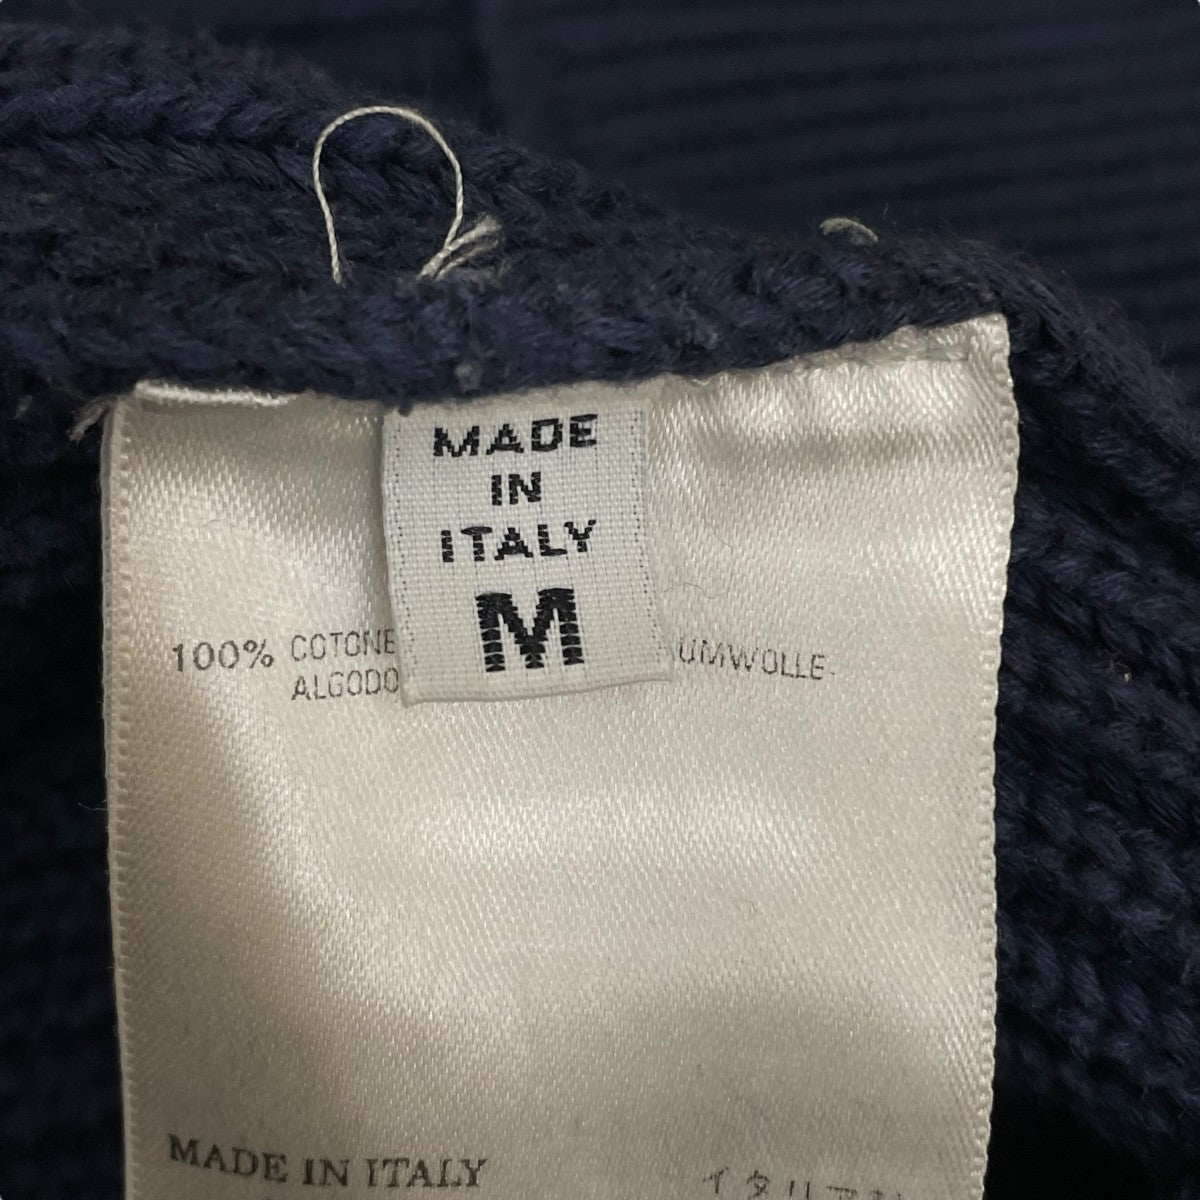 MADE
IN
ITALY
M
100% COTONE UMWOLLE
ALGODO
MADE IN ITALY イタリア